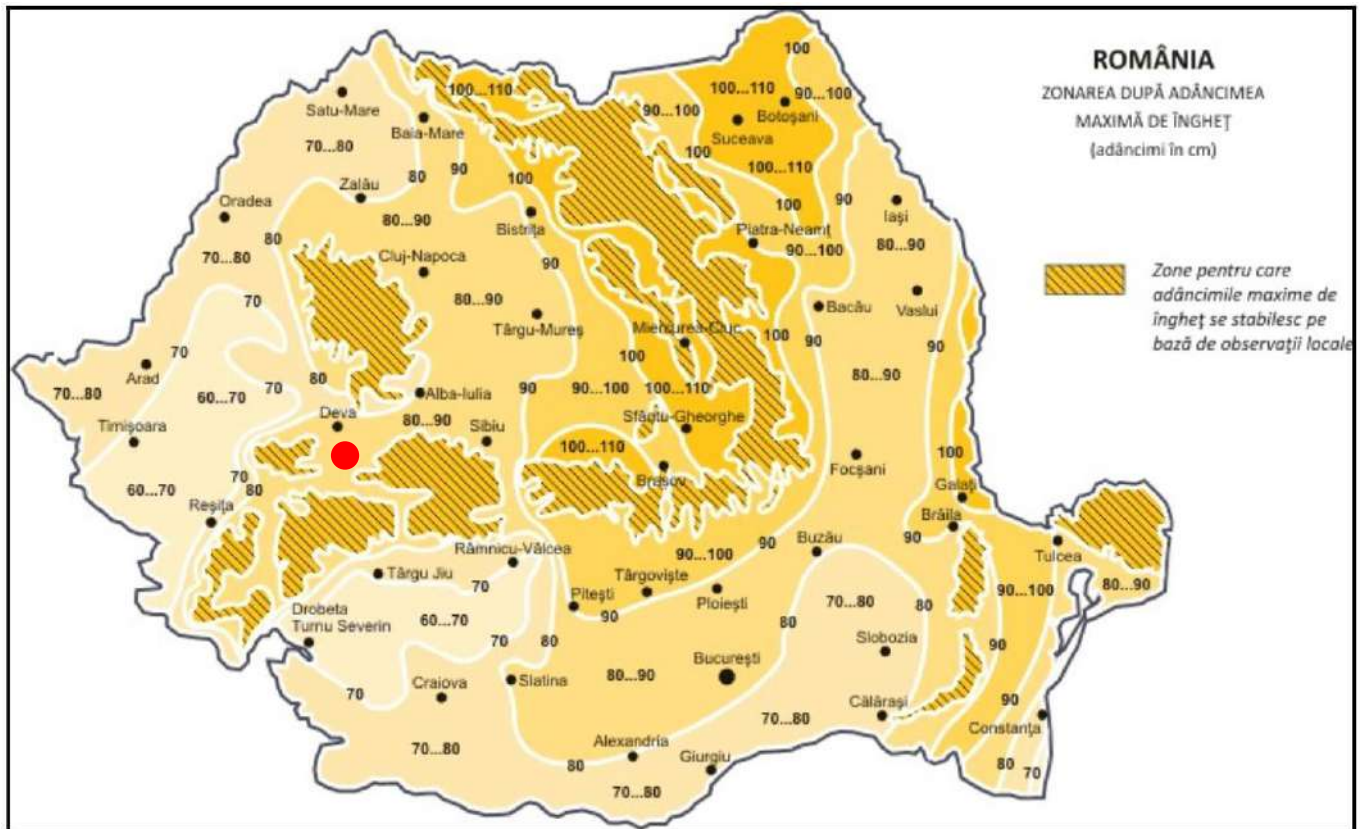 ROMÂNIA
ZONAREA DUPĂ ADÂNCIMEA
MAXIMĂ DE ÎNGHEȚ
(adâncimi în cm)
Zone pentru care
adâncimile maxime de
îngheț se stabilesc pe
bază de observații locale
100
100...110
100...110
90...100
90...100
Satu-Mare
Botoșani
Baia-Mare
Suceava
70...80
100
80
90
100...110
100
Zalău
90
Iași
Oradea
80...90
100
Bistrița
Piatra-Neamț
80
90...100
80...90
70...80
Cluj-Napoca
90
70
80...90
Bacău
Vaslui
Târgu-Mureș
Miercurea-Ciuc
100
90
90
70
100
Arad
70
80
80...90
70...80
60...70
Alba-Iulia
90
90...100
100...110
Deva
80...90
Sfântu-Gheorghe
Timișoara
Sibiu
100...110
Focșani
100
70
Brașov
Galați
60...70
80
Reșița
Brăila
90
Tulcea
Râmnicu-Vâlcea
90...100
90
Buzău
Târgu Jiu
70
Târgoviște
Ploiești
Pitești
90...100
80...90
Drobeta
Turnu Severin
60...70
90
70...80
80
70
80
80
Slobozia
90
București
Craiova
Slatina
80...90
70
Călărași
90
70...80
Constanța
70...80
Alexandria
80
Giurgiu
80
70
70...80